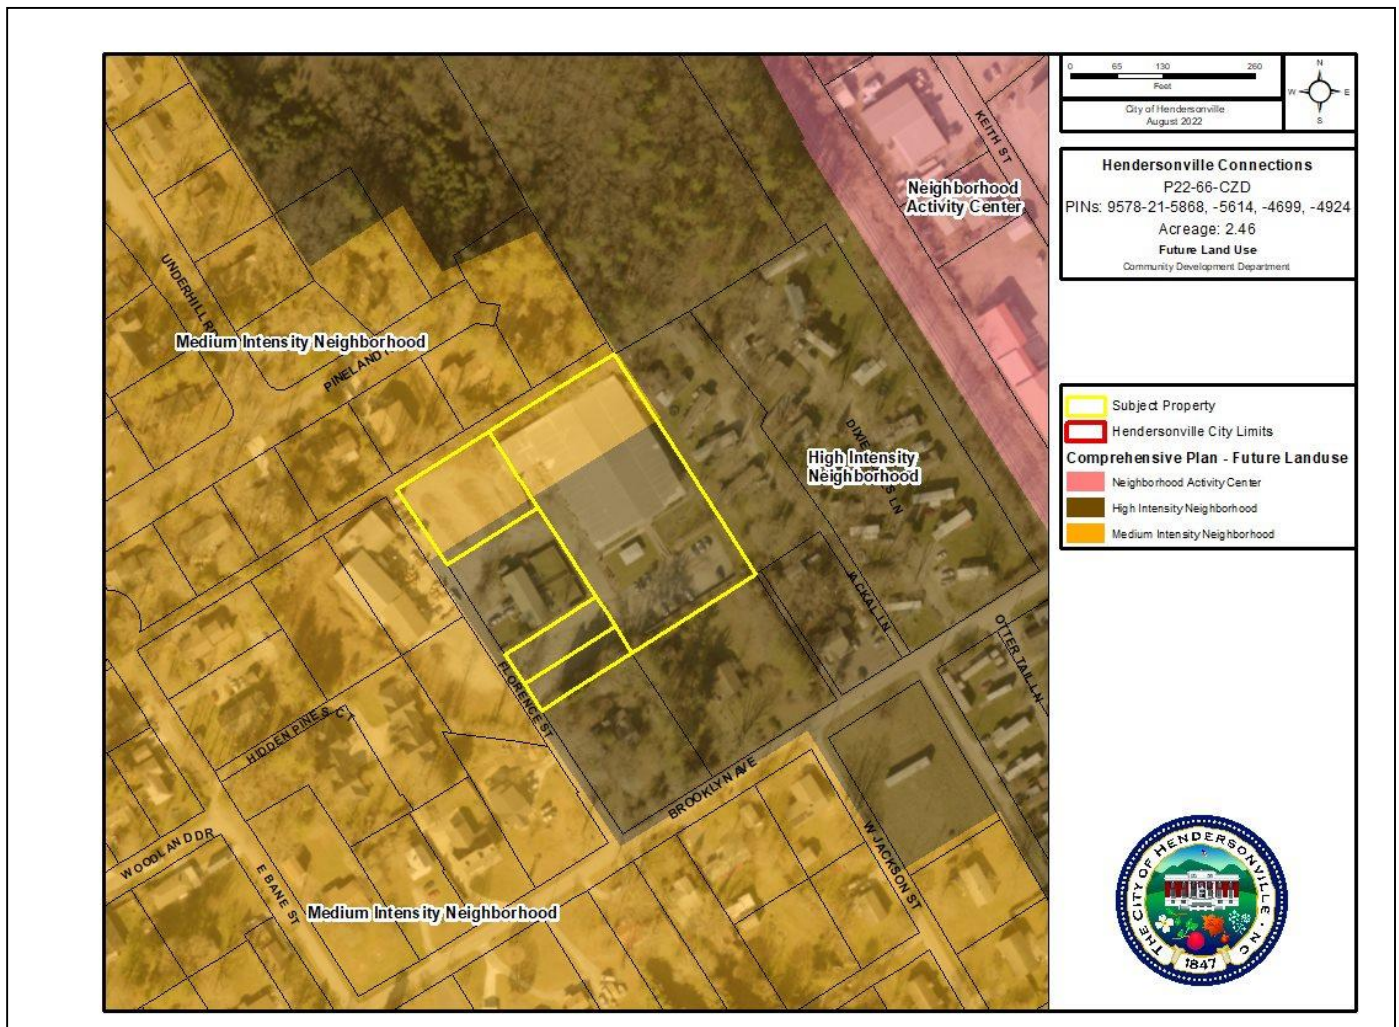 0 65 130 260
Feet
City of Hendersonville
August 2022
N
W E
S
Hendersonville Connections
P22-66-CZD
PINs: 9578-21-5868, -5614, -4699, -4924
Acreage: 2.46
Future Land Use
Community Development Department
Subject Property
Hendersonville City Limits
Comprehensive Plan - Future Landuse
Neighborhood Activity Center
High Intensity Neighborhood
Medium Intensity Neighborhood
KEITH ST
Neighborhood
Activity Center
Medium Intensity Neighborhood
High Intensity
Neighborhood
JACKAL LN
OTTER TAIL LN
FLORENCE ST
HIDDEN PINES CT
BROOKLYN AVE
WOODLAND DR
E BANE ST
W JACKSON ST
Medium Intensity Neighborhood
THE CITY OF HENDERSONVILLE · NC
1847